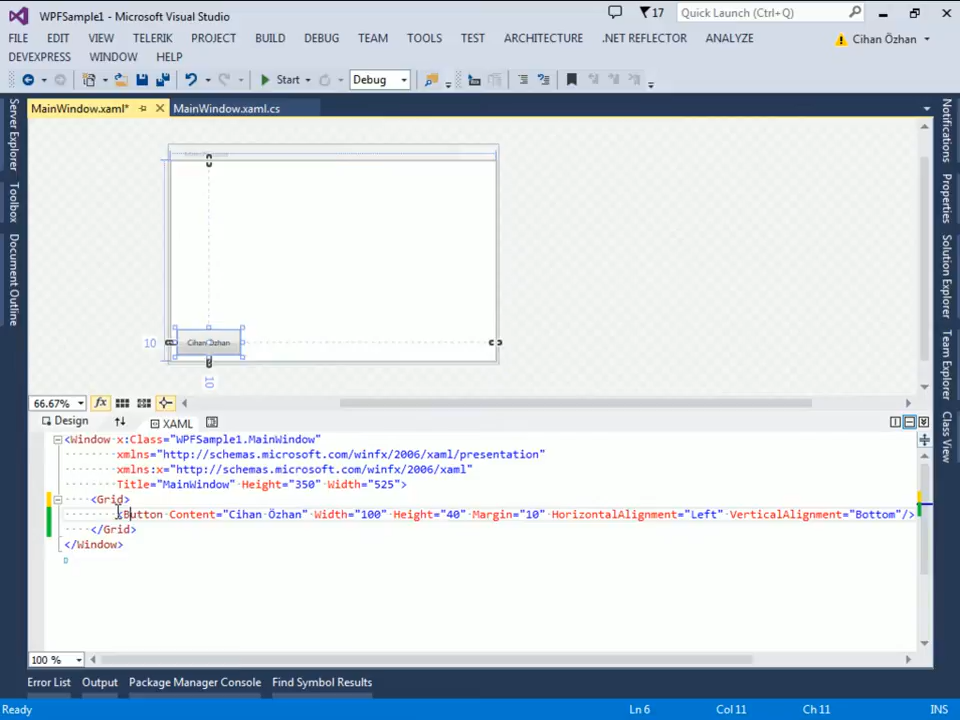 WPFSample1 - Microsoft Visual Studio
17
Quick Launch (Ctrl+Q)
FILE EDIT VIEW TELERIK PROJECT BUILD DEBUG TEAM TOOLS TEST ARCHITECTURE .NET REFLECTOR ANALYZE
Cihan Özhan
DEVEXPRESS WINDOW HELP
Start
Debug
MainWindow.xaml*
MainWindow.xaml.cs
Server Explorer
Toolbox
Document Outline
Notifications
Properties
Solution Explorer
Team Explorer
Class View
10
Cihan Özhan
10
66.67%
fx
Design
XAML
<Window x:Class="WPFSample1.MainWindow"
xmlns="http://schemas.microsoft.com/winfx/2006/xaml/presentation"
xmlns:x="http://schemas.microsoft.com/winfx/2006/xaml"
Title="MainWindow" Height="350" Width="525">
<Grid>
<Button Content="Cihan Özhan" Width="100" Height="40" Margin="10" HorizontalAlignment="Left" VerticalAlignment="Bottom"/>
</Grid>
</Window>
100 %
Error List Output Package Manager Console Find Symbol Results
Ready
Ln 6 Col 11 Ch 11 INS